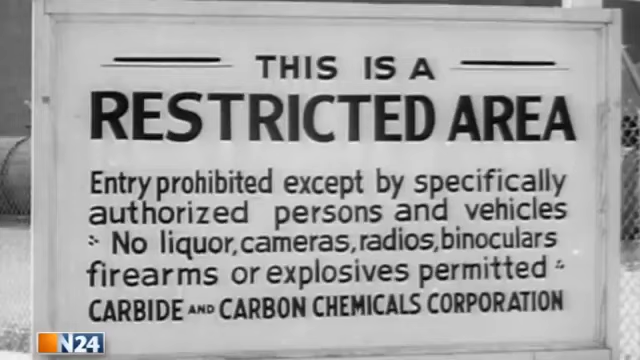 THIS IS A
RESTRICTED AREA
Entry prohibited except by specifically
authorized persons and vehicles
No liquor, cameras, radios, binoculars
firearms or explosives permitted
CARBIDE AND CARBON CHEMICALS CORPORATION
N24